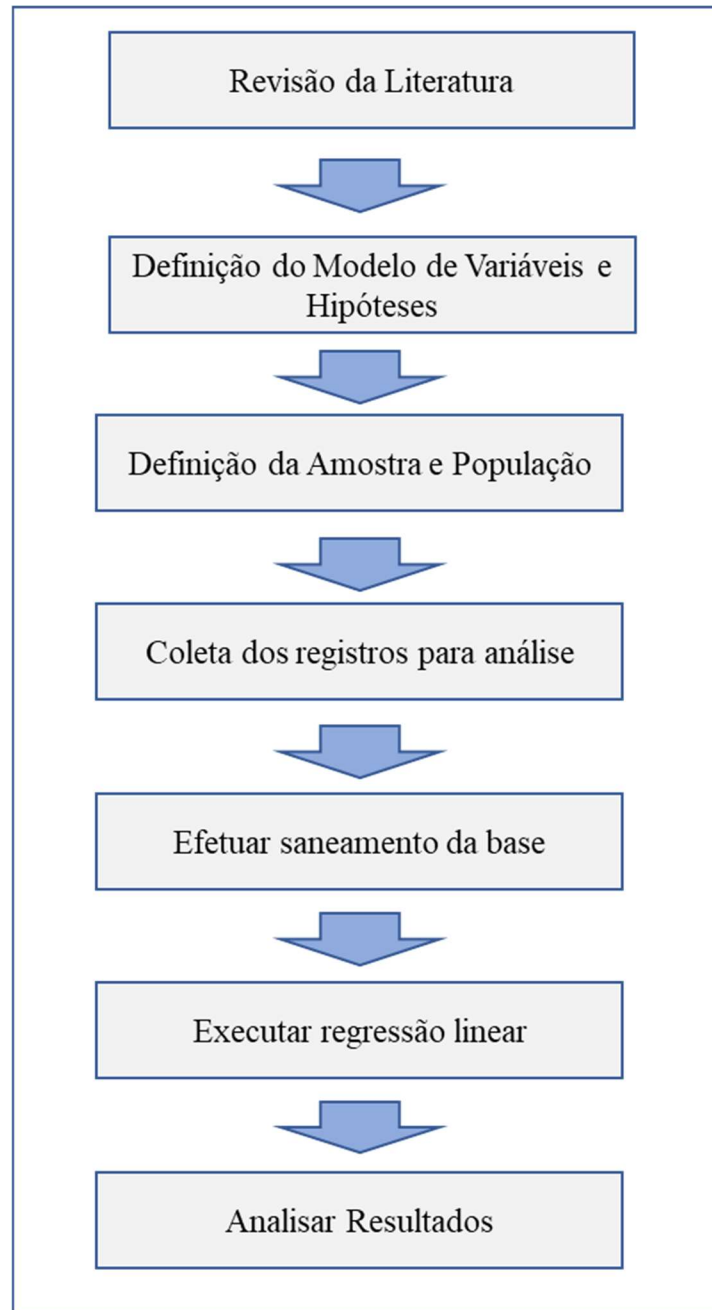 Revisão da Literatura
Definição do Modelo de Variáveis e
Hipóteses
Definição da Amostra e População
Coleta dos registros para análise
Efetuar saneamento da base
Executar regressão linear
Analisar Resultados